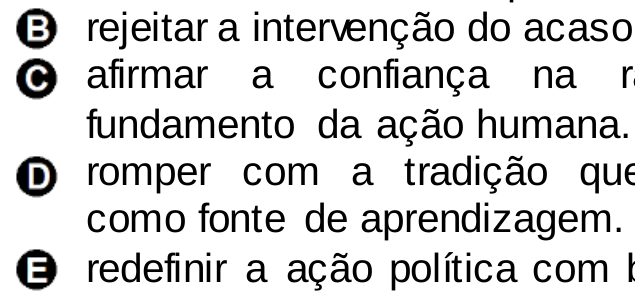 B rejeitar a intervenção do acaso
C afirmar a confiança na
fundamento da ação humana.
D romper com a tradição que
como fonte de aprendizagem.
E redefinir a ação política com